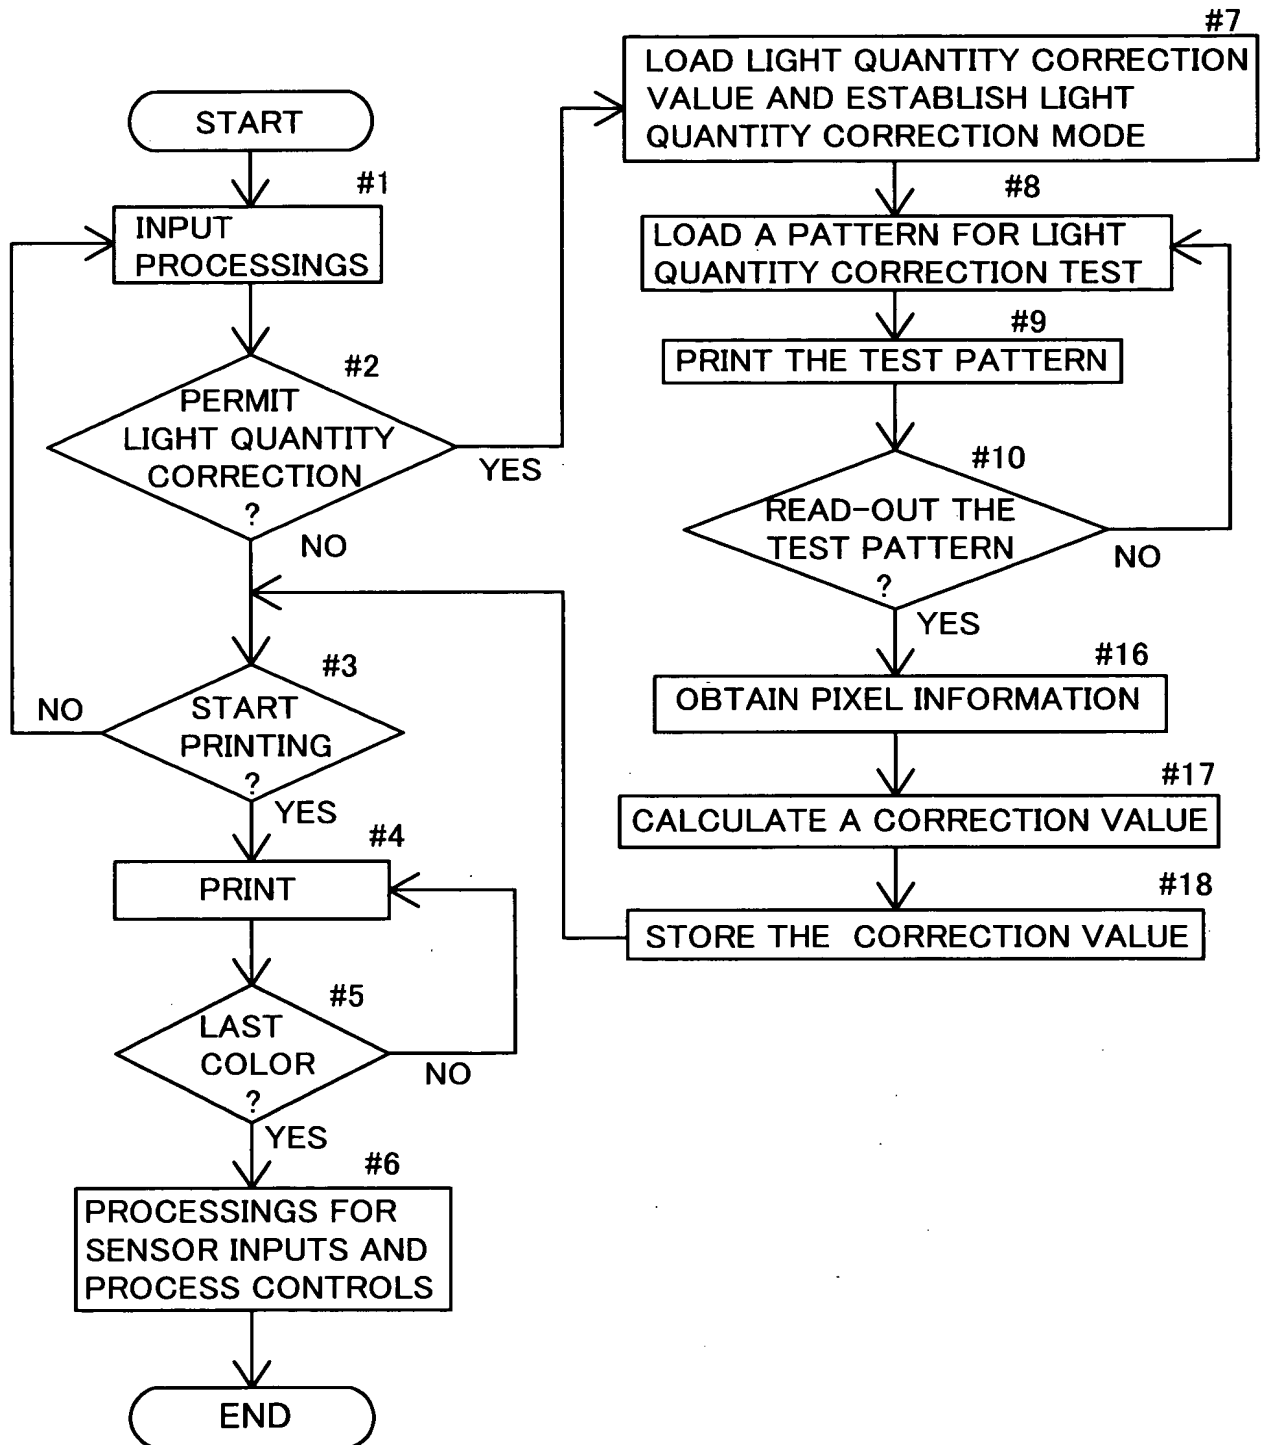 START
#1
INPUT
PROCESSINGS
#2
PERMIT
LIGHT QUANTITY
CORRECTION
?
YES
NO
#3
START
PRINTING
?
NO
YES
#4
PRINT
#5
LAST
COLOR
?
NO
YES
#6
PROCESSINGS FOR
SENSOR INPUTS AND
PROCESS CONTROLS
END
#7
LOAD LIGHT QUANTITY CORRECTION
VALUE AND ESTABLISH LIGHT
QUANTITY CORRECTION MODE
#8
LOAD A PATTERN FOR LIGHT
QUANTITY CORRECTION TEST
#9
PRINT THE TEST PATTERN
#10
READ-OUT THE
TEST PATTERN
?
NO
YES
#16
OBTAIN PIXEL INFORMATION
#17
CALCULATE A CORRECTION VALUE
#18
STORE THE CORRECTION VALUE